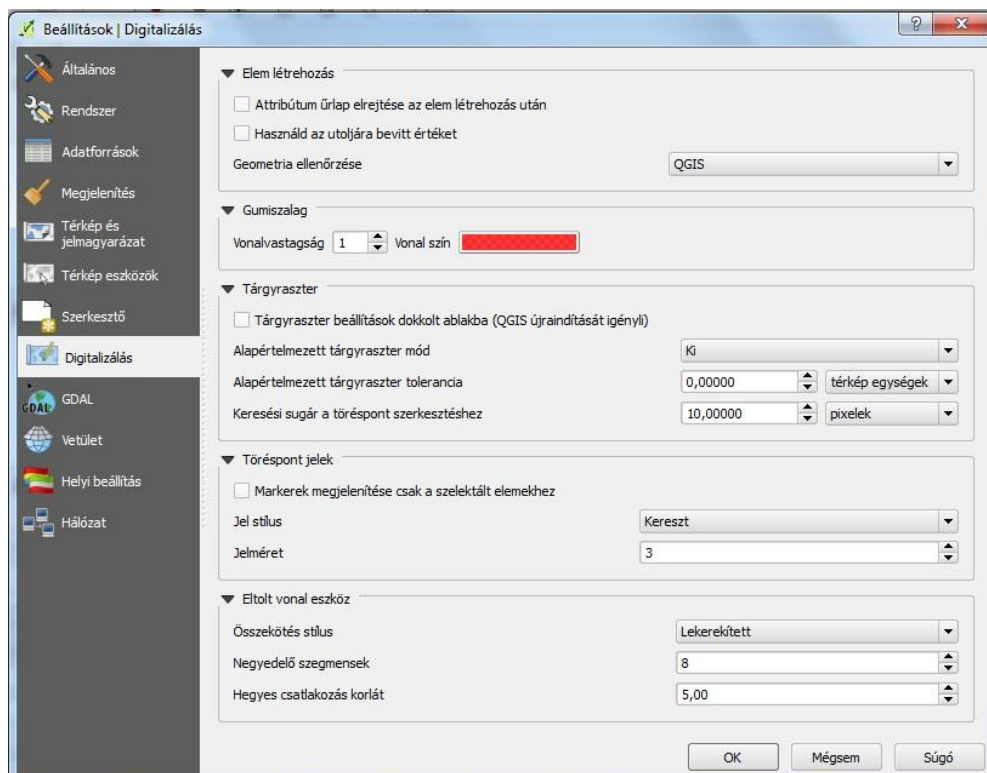 Beállítások | Digitalizálás
Általános
Rendszer
Adatforrások
Megjelenítés
Térkép és
jelmagyarázat
Térkép eszközök
Szerkesztő
Digitalizálás
GDAL
GDAL
Vetület
Helyi beállítás
Hálózat
Elem létrehozás
Attribútum űrlap elrejtése az elem létrehozás után
Használd az utoljára bevitt értéket
Geometria ellenőrzése QGIS
Gumiszalag
Vonalvastagság 1 Vonal szín
Tárgyraszter
Tárgyraszter beállítások dokkolt ablakba (QGIS újraindítását igényli)
Alapértelmezett tárgyraszter mód Ki
Alapértelmezett tárgyraszter tolerancia 0,00000 térkép egységek
Keresési sugár a töréspont szerkesztéshez 10,00000 pixelek
Töréspont jelek
Markerek megjelenítése csak a szelektált elemekhez
Jel stílus Kereszt
Jelméret 3
Eltolt vonal eszköz
Összekötés stílus Lekerekített
Negyedelő szegmensek 8
Hegyes csatlakozás korlát 5,00
OK Mégsem Súgó